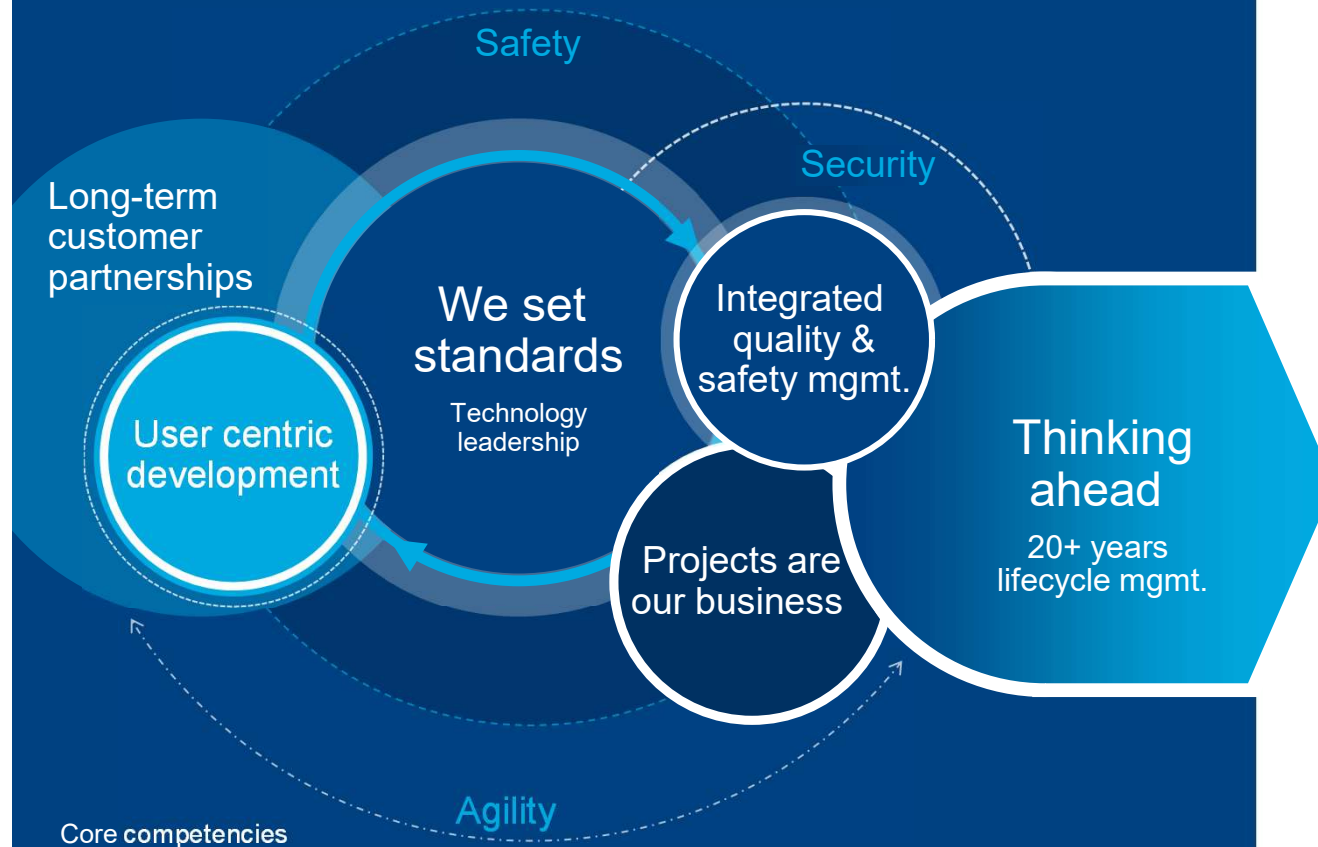 Safety
Security
Long-term
customer
partnerships
We set
standards
Technology
leadership
Integrated
quality &
safety mgmt.
User centric
development
Thinking
ahead
20+ years
lifecycle mgmt.
Projects are
our business
Agility
Core competencies